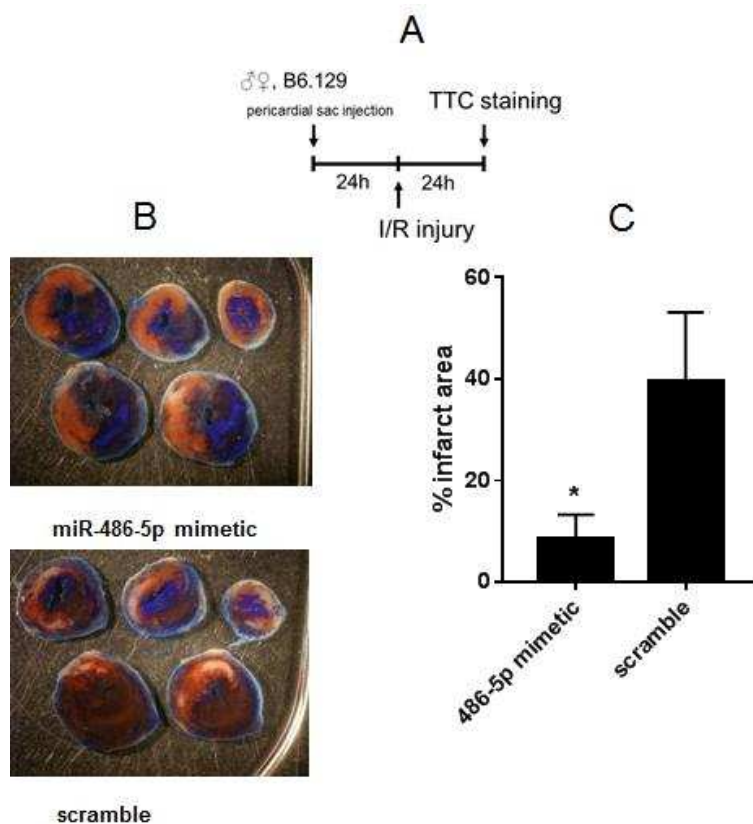 A
♂♀, B6.129
pericardial sac injection
TTC staining
24h 24h
I/R injury
B
miR-486-5p mimetic
scramble
C
60
40
20
0
% infarct area
*
486-5p mimetic
scramble